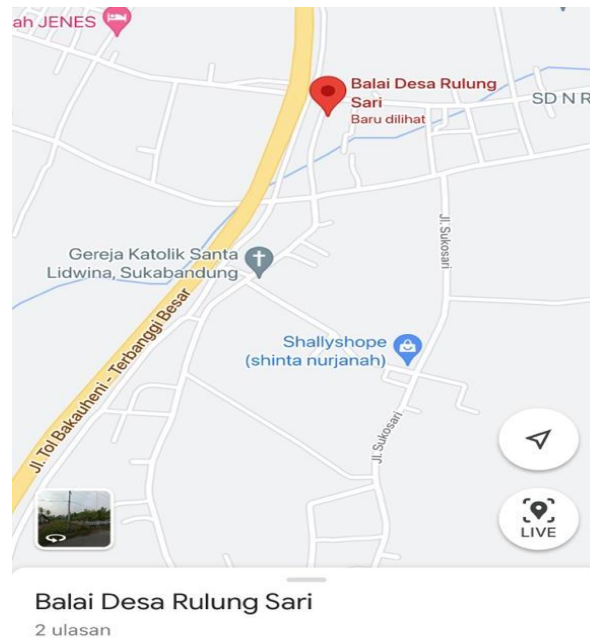 ah JENES
Balai Desa Rulung
Sari
Baru dilihat
SD N R
Jl. Sukosari
Gereja Katolik Santa
Lidwina, Sukabandung
Shallyshope
(shinta nurjanah)
Jl. Tol Bakauheni - Terbanggi Besar
Jl. Sukosari
LIVE
Balai Desa Rulung Sari
2 ulasan